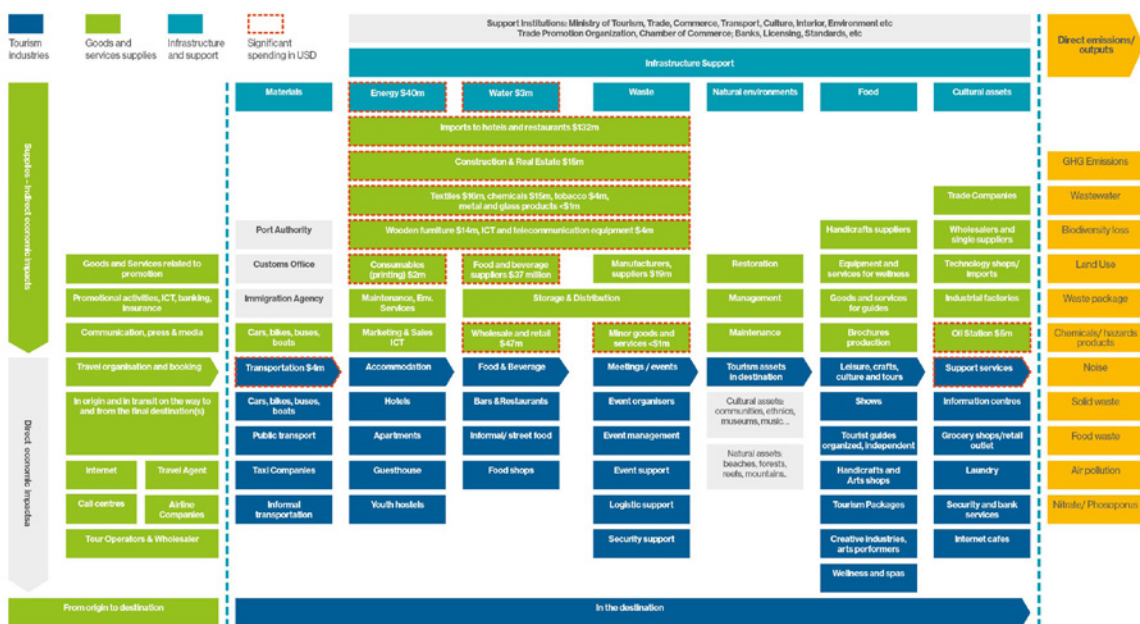 Tourism
industries
Goods and
services supplies
Infrastructure
and support
Significant
spending in USD
Support Institutions: Ministry of Tourism, Trade, Commerce, Transport, Culture, Interior, Environment etc
Trade Promotion Organization, Chamber of Commerce; Banks, Licensing, Standards, etc
Direct emissions/
outputs
Infrastructure Support
Materials
Energy $40m
Water $3m
Waste
Natural environments
Food
Cultural assets
Supplies – Indirect economic impacts
Imports to hotels and restaurants $132m
Construction & Real Estate $15m
GHG Emissions
Textiles $16m, chemicals $15m, tobacco $4m,
metal and glass products <$1m
Trade Companies
Wastewater
Port Authority
Wooden furniture $14m, ICT and telecommunication equipment $4m
Handicrafts suppliers
Wholesalers and
single suppliers
Biodiversity loss
Goods and Services related to
promotion
Customs Office
Consumables
(printing) $2m
Food and beverage
suppliers $37 million
Manufacturers,
suppliers $19m
Restoration
Equipment and
services for wellness
Technology shops/
imports
Land Use
Promotional activities, ICT, banking,
insurance
Immigration Agency
Maintenance, Env.
Services
Storage & Distribution
Management
Goods and services
for guides
Industrial factories
Waste package
Communication, press & media
Cars, bikes, buses,
boats
Marketing & Sales
ICT
Wholesale and retail
$47m
Minor goods and
services <$1m
Maintenance
Brochures
production
Oil Station $5m
Chemicals/ hazards
products
Direct economic impactsa
Travel organisation and booking
Transportation $4m
Accommodation
Food & Beverage
Meetings / events
Tourism assets
in destination
Leisure, crafts,
culture and tours
Support services
Noise
In origin and in transit on the way to
and from the final destination(s)
Cars, bikes, buses,
boats
Hotels
Bars & Restaurants
Event organisers
Cultural assets:
communities, ethnics,
museums, music...
Shows
Information centres
Solid waste
Public transport
Apartments
Informal/ street food
Event management
Tourist guides
organized, independent
Grocery shops/retail
outlet
Food waste
Internet
Travel Agent
Taxi Companies
Guesthouse
Food shops
Event support
Natural assets:
beaches, forests,
reefs, mountains..
Handicrafts and
Arts shops
Laundry
Air pollution
Call centres
Airline
Companies
Informal
transportation
Youth hostels
Logistic support
Tourism Packages
Security and bank
services
Nitrate/ Phosoporus
Tour Operators & Wholesaler
Security support
Creative industries,
arts performers
Internet cafes
Wellness and spas
From origin to destination
In the destination